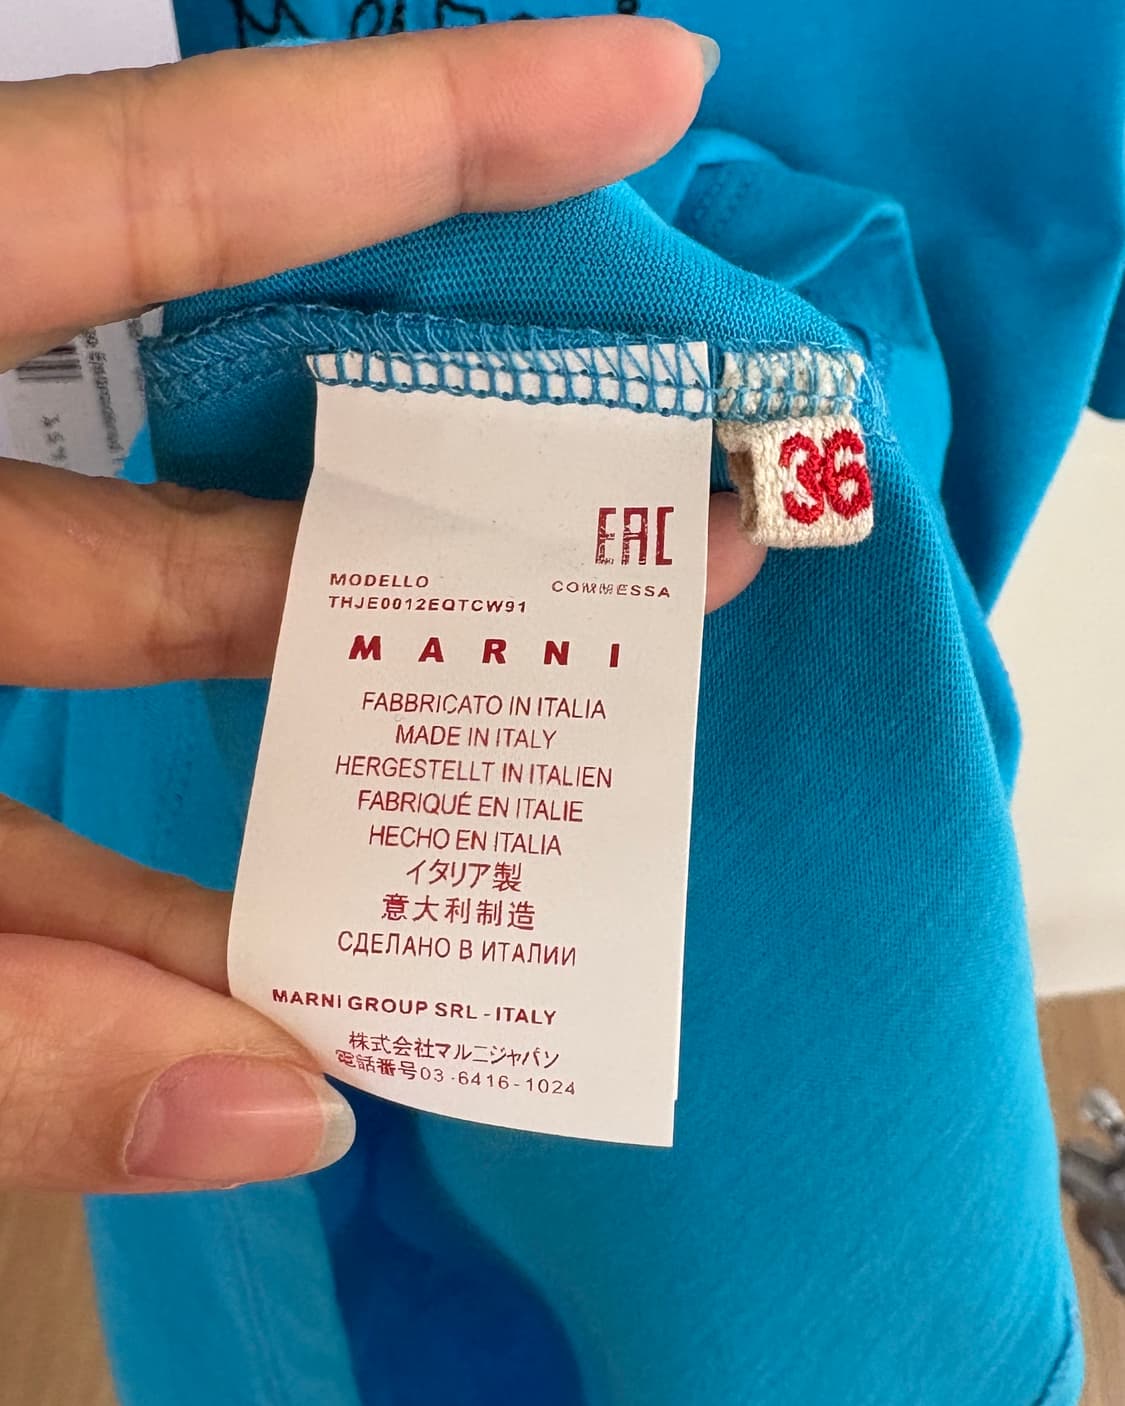 Marni
36
EAC
MODELLO
COMMESSA
THJE0012EQTCW91
MARNI
FABBRICATO IN ITALIA
MADE IN ITALY
HERGESTELLT IN ITALIEN
FABRIQUÉ EN ITALIE
HECHO EN ITALIA
イタリア製
意大利制造
СДЕЛАНО В ИТАЛИИ
MARNI GROUP SRL - ITALY
株式会社マルニジャパン
電話番号03-6416-1024